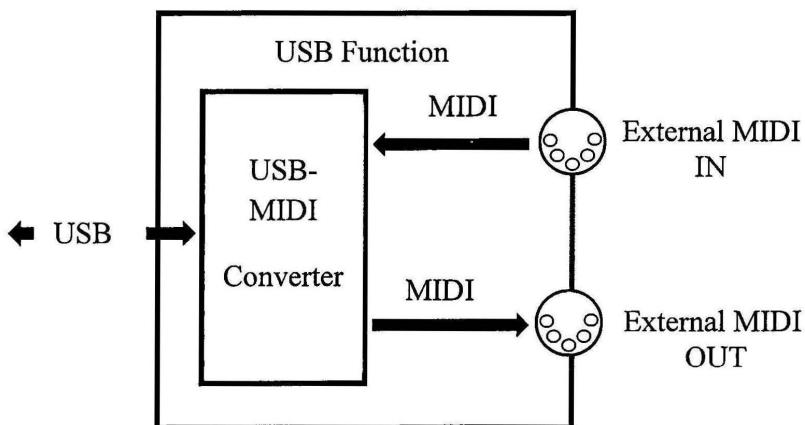 USB Function
MIDI
External MIDI
IN
USB-
MIDI
Converter
USB
MIDI
External MIDI
OUT